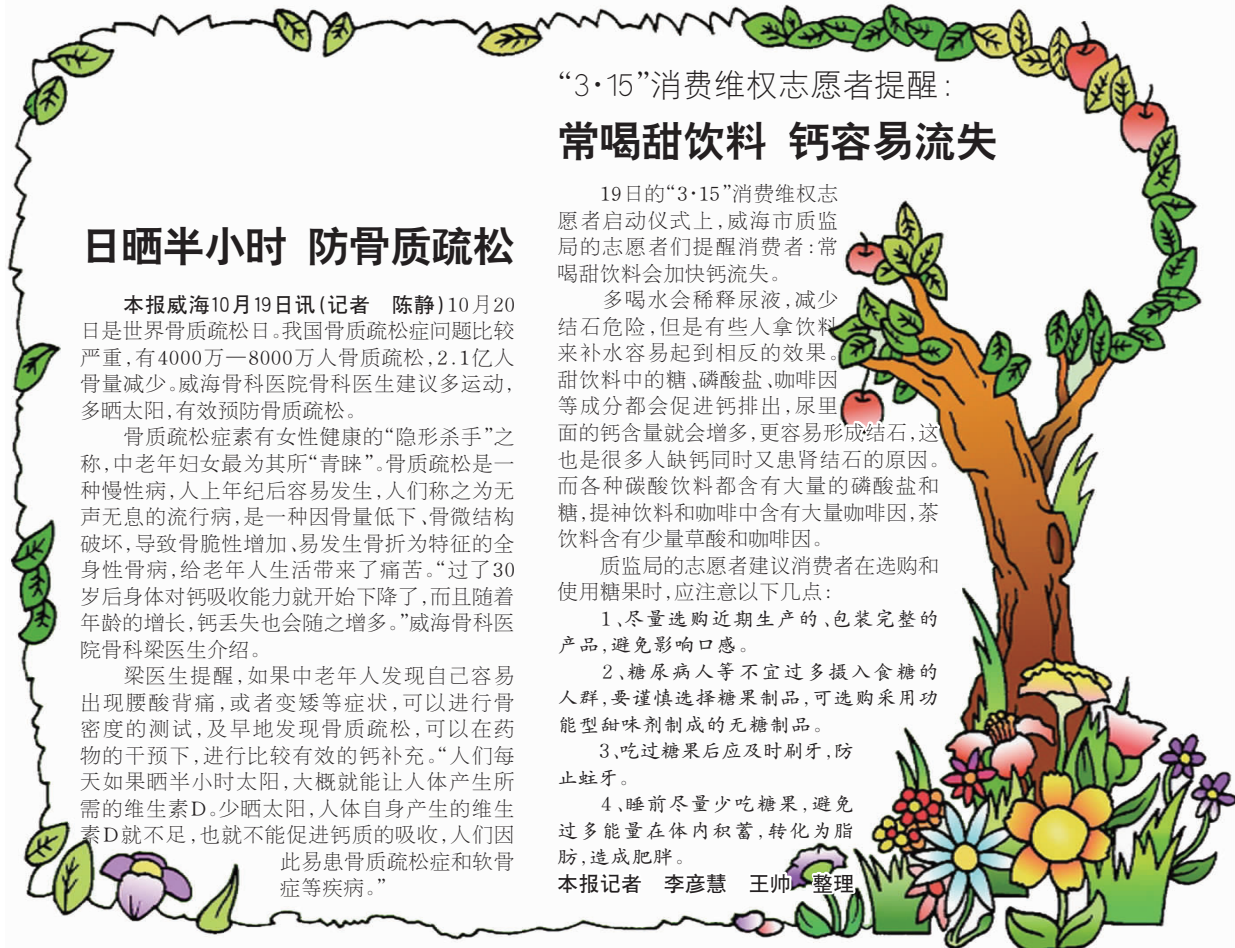 日晒半小时 防骨质疏松
本报威海10月19日讯(记者 陈静)10月20
日是世界骨质疏松日。我国骨质疏松症问题比较
严重,有4000万—8000万人骨质疏松,2.1亿人
骨量减少。威海骨科医院骨科医生建议多运动,
多晒太阳,有效预防骨质疏松。
骨质疏松症素有女性健康的“隐形杀手”之
称,中老年妇女最为其所“青睐”。骨质疏松是一
种慢性病,人上年纪后容易发生,人们称之为无
声无息的流行病,是一种因骨量低下、骨微结构
破坏,导致骨脆性增加、易发生骨折为特征的全
身性骨病,给老年人生活带来了痛苦。“过了30
岁后身体对钙吸收能力就开始下降了,而且随着
年龄的增长,钙丢失也会随之增多。”威海骨科医
院骨科梁医生介绍。
梁医生提醒,如果中老年人发现自己容易
出现腰酸背痛,或者变矮等症状,可以进行骨
密度的测试,及早地发现骨质疏松,可以在药
物的干预下,进行比较有效的钙补充。“人们每
天如果晒半小时太阳,大概就能让人体产生所
需的维生素D。少晒太阳,人体自身产生的维生
素D就不足,也就不能促进钙质的吸收,人们因
此易患骨质疏松症和软骨
症等疾病。”
“3·15”消费维权志愿者提醒:
常喝甜饮料 钙容易流失
19日的“3·15”消费维权志
愿者启动仪式上,威海市质监
局的志愿者们提醒消费者:常
喝甜饮料会加快钙流失。
多喝水会稀释尿液,减少
结石危险,但是有些人拿饮料
来补水容易起到相反的效果。
甜饮料中的糖、磷酸盐、咖啡因
等成分都会促进钙排出,尿里
面的钙含量就会增多,更容易形成结石,这
也是很多人缺钙同时又患肾结石的原因。
而各种碳酸饮料都含有大量的磷酸盐和
糖,提神饮料和咖啡中含有大量咖啡因,茶
饮料含有少量草酸和咖啡因。
质监局的志愿者建议消费者在选购和
使用糖果时,应注意以下几点:
1、尽量选购近期生产的、包装完整的
产品,避免影响口感。
2、糖尿病人等不宜过多摄入食糖的
人群,要谨慎选择糖果制品,可选购采用功
能型甜味剂制成的无糖制品。
3、吃过糖果后应及时刷牙,防
止蛀牙。
4、睡前尽量少吃糖果,避免
过多能量在体内积蓄,转化为脂
肪,造成肥胖。
本报记者 李彦慧 王帅 整理